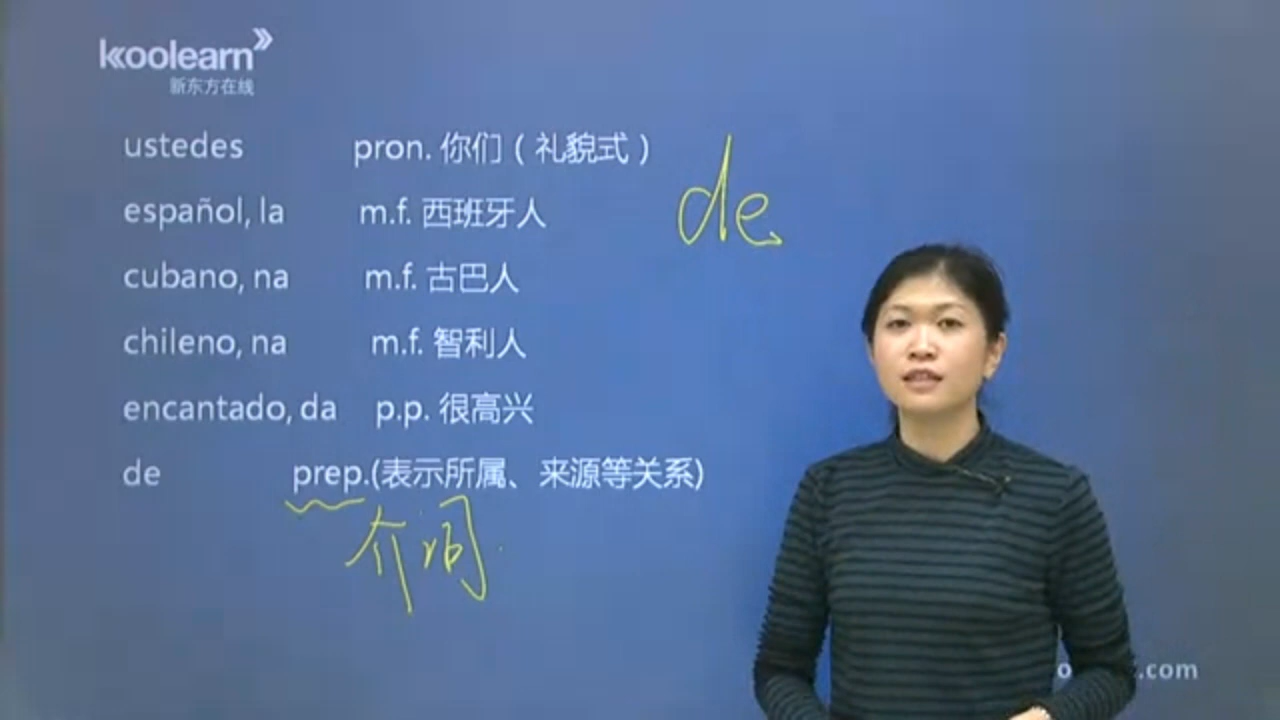 koolearn
新东方在线
ustedes pron. 你们（礼貌式）
de
español, la m.f. 西班牙人
cubano, na m.f. 古巴人
chileno, na m.f. 智利人
encantado, da p.p. 很高兴
de prep.(表示所属、来源等关系)
介词
.com